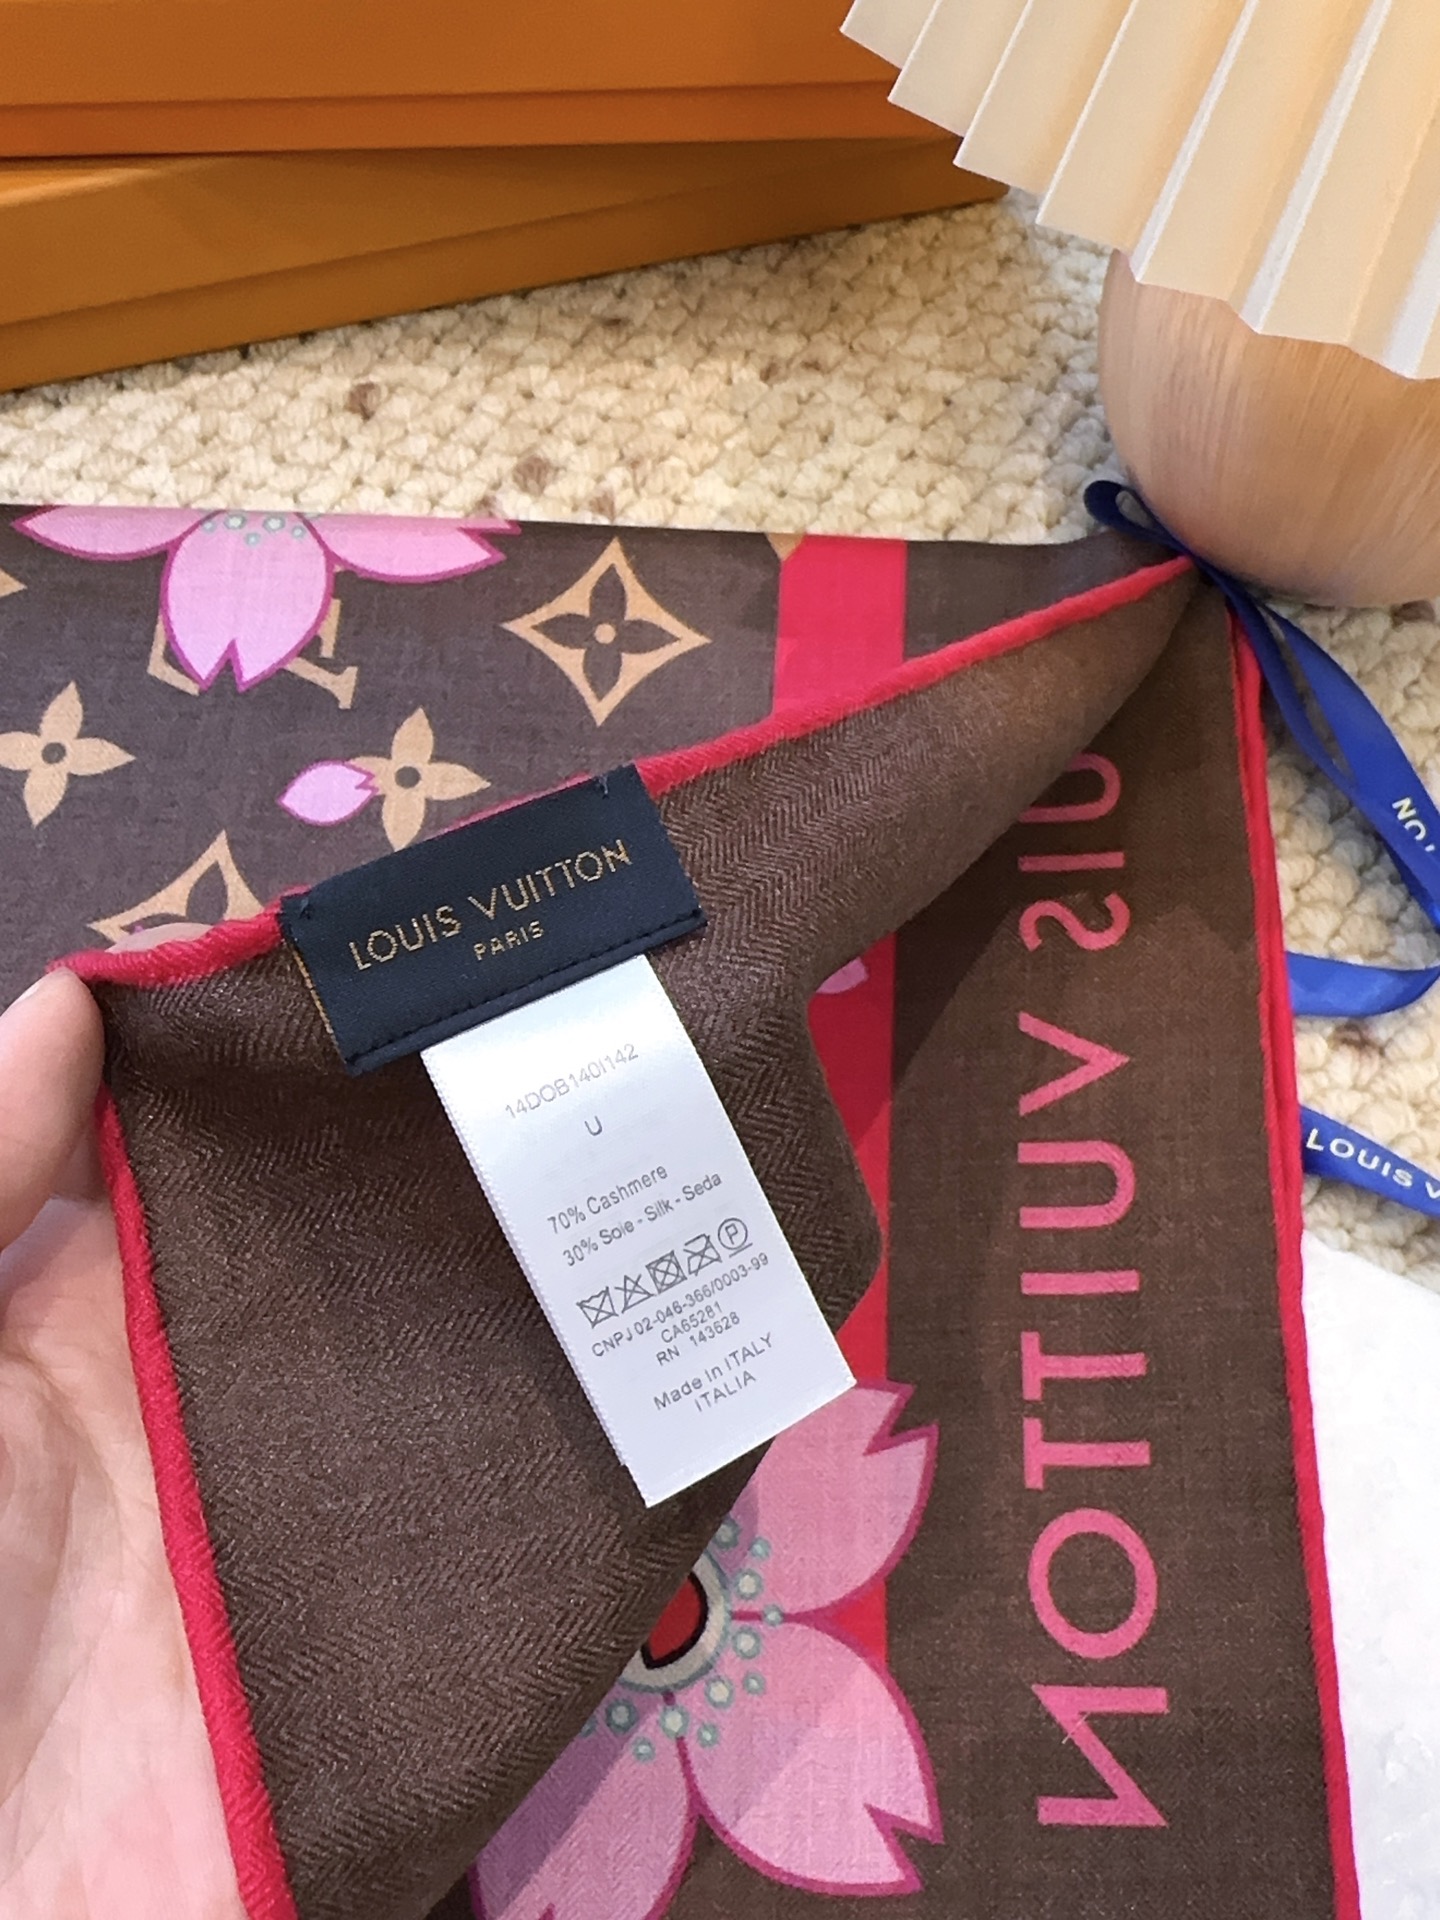 LOUIS VUITTON
PARIS
14DOB140I142
U
70% Cashmere
30% Soie - Silk - Seda
P
CNPJ 02-046-366/0003-99
CA65281
RN 143628
Made in ITALY
ITALIA
UIS VUITTON
LOUIS V